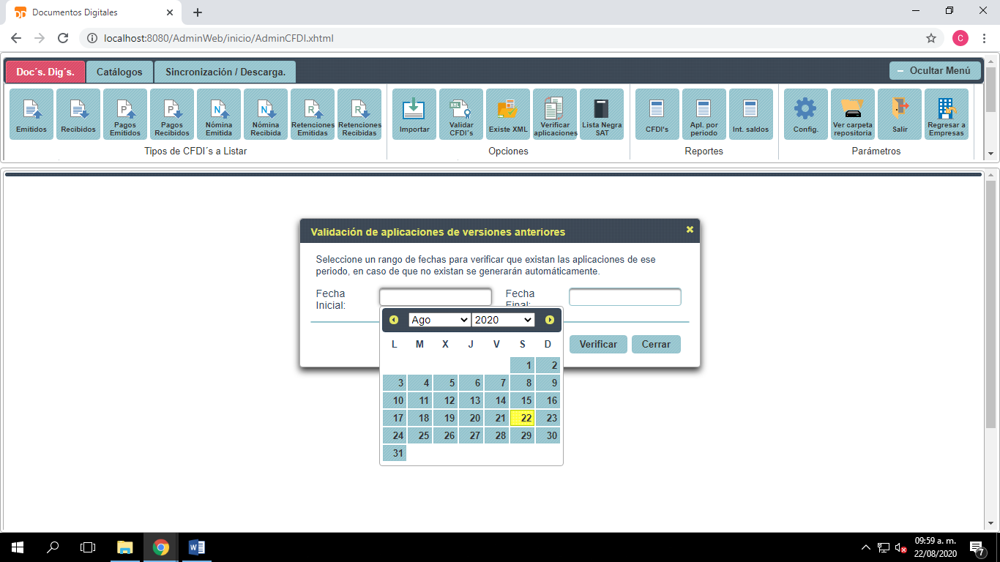 Documentos Digitales
localhost:8080/AdminWeb/inicio/AdminCFDI.xhtml
C
Doc´s. Dig´s.
Catálogos
Sincronización / Descarga.
– Ocultar Menú
Emitidos
Recibidos
Pagos Emitidos
Pagos Recibidos
Nómina Emitida
Nómina Recibida
Retenciones Emitidas
Retenciones Recibidas
Importar
Validar CFDI´s
Existe XML
Verificar aplicaciones
Lista Negra SAT
CFDI's
Apl. por periodo
Int. saldos
Config.
Ver carpeta repositoria
Salir
Regresar a Empresas
Tipos de CFDI´s a Listar
Opciones
Reportes
Parámetros
Validación de aplicaciones de versiones anteriores
Seleccione un rango de fechas para verificar que existan las aplicaciones de ese
periodo, en caso de que no existan se generarán automáticamente.
Fecha Inicial:
Fecha Final:
Ago 2020
L M X J V S D
1 2
3 4 5 6 7 8 9
10 11 12 13 14 15 16
17 18 19 20 21 22 23
24 25 26 27 28 29 30
31
Verificar
Cerrar
09:59 a. m.
22/08/2020
7